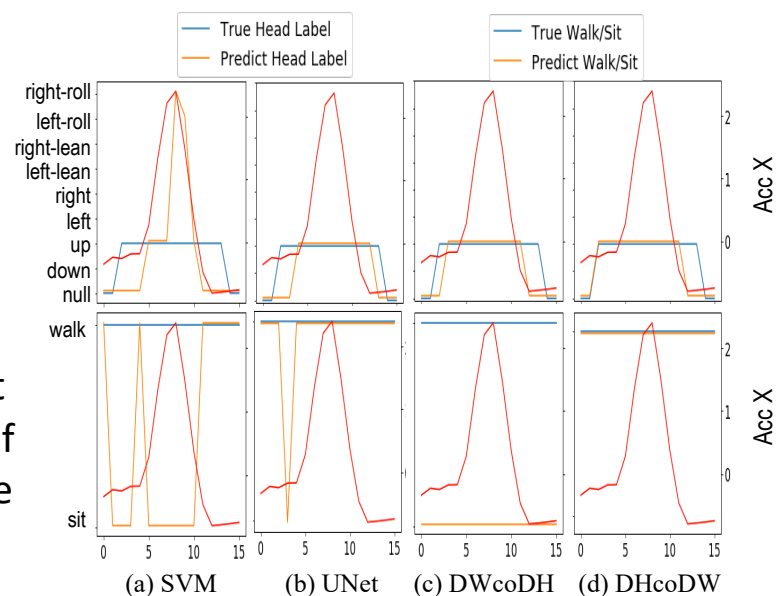 True Head Label
Predict Head Label
True Walk/Sit
Predict Walk/Sit
right-roll
left-roll
right-lean
left-lean
right
left
up
down
null
2
1
0
Acc X
walk
sit
t
f
e
2
1
0
Acc X
0 5 10 15
0 5 10 15
0 5 10 15
0 5 10 15
(a) SVM
(b) UNet
(c) DWcoDH
(d) DHcoDW